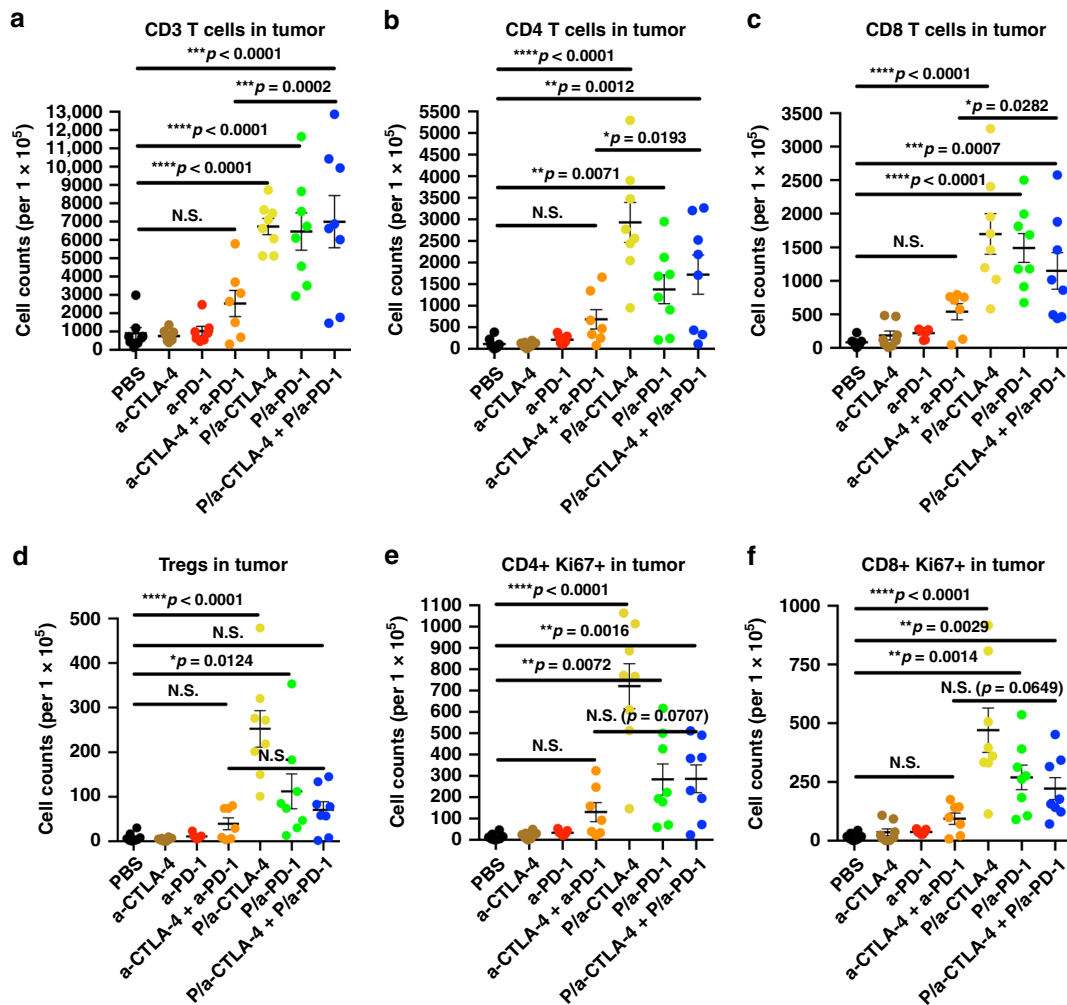 a
CD3 T cells in tumor
***p < 0.0001
***p = 0.0002
****p < 0.0001
****p < 0.0001
N.S.
Cell counts (per 1 × 10⁵)
13,000
12,000
11,000
10,000
9000
8000
7000
6000
5000
4000
3000
2000
1000
0
PBS
a-CTLA-4
a-PD-1
a-CTLA-4 + a-PD-1
P/a-CTLA-4
P/a-PD-1
P/a-CTLA-4 + P/a-PD-1
b
CD4 T cells in tumor
****p < 0.0001
**p = 0.0012
*p = 0.0193
**p = 0.0071
N.S.
Cell counts (per 1 × 10⁵)
5500
5000
4500
4000
3500
3000
2500
2000
1500
1000
500
0
PBS
a-CTLA-4
a-PD-1
a-CTLA-4 + a-PD-1
P/a-CTLA-4
P/a-PD-1
P/a-CTLA-4 + P/a-PD-1
c
CD8 T cells in tumor
****p < 0.0001
*p = 0.0282
***p = 0.0007
****p < 0.0001
N.S.
Cell counts (per 1 × 10⁵)
3500
3000
2500
2000
1500
1000
500
0
PBS
a-CTLA-4
a-PD-1
a-CTLA-4 + a-PD-1
P/a-CTLA-4
P/a-PD-1
P/a-CTLA-4 + P/a-PD-1
d
Tregs in tumor
****p < 0.0001
N.S.
*p = 0.0124
N.S.
N.S.
Cell counts (per 1 × 10⁵)
500
400
300
200
100
0
PBS
a-CTLA-4
a-PD-1
a-CTLA-4 + a-PD-1
P/a-CTLA-4
P/a-PD-1
P/a-CTLA-4 + P/a-PD-1
e
CD4+ Ki67+ in tumor
****p < 0.0001
**p = 0.0016
**p = 0.0072
N.S. (p = 0.0707)
N.S.
Cell counts (per 1 × 10⁵)
1100
1000
900
800
700
600
500
400
300
200
100
0
PBS
a-CTLA-4
a-PD-1
a-CTLA-4 + a-PD-1
P/a-CTLA-4
P/a-PD-1
P/a-CTLA-4 + P/a-PD-1
f
CD8+ Ki67+ in tumor
****p < 0.0001
**p = 0.0029
**p = 0.0014
N.S. (p = 0.0649)
N.S.
Cell counts (per 1 × 10⁵)
1000
750
500
250
0
PBS
a-CTLA-4
a-PD-1
a-CTLA-4 + a-PD-1
P/a-CTLA-4
P/a-PD-1
P/a-CTLA-4 + P/a-PD-1